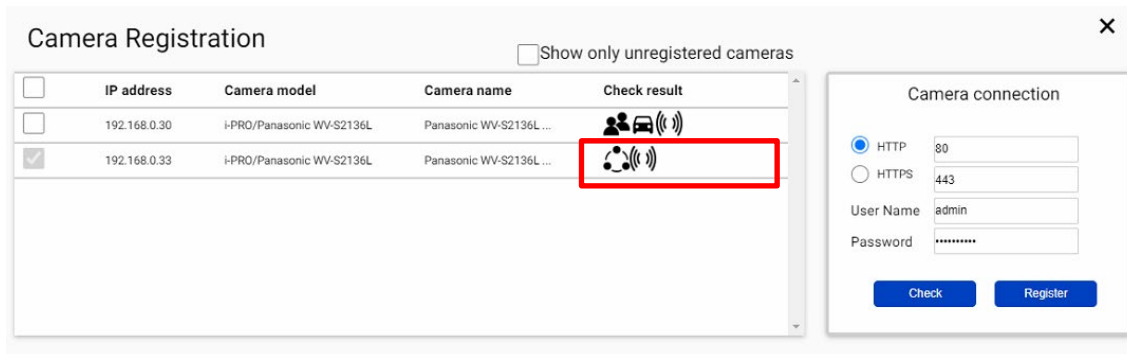 Camera Registration
Show only unregistered cameras
IP address Camera model Camera name Check result
192.168.0.30 i-PRO/Panasonic WV-S2136L Panasonic WV-S2136L ...
192.168.0.33 i-PRO/Panasonic WV-S2136L Panasonic WV-S2136L ...
Camera connection
HTTP 80
HTTPS 443
User Name admin
Password ••••••••••
Check Register